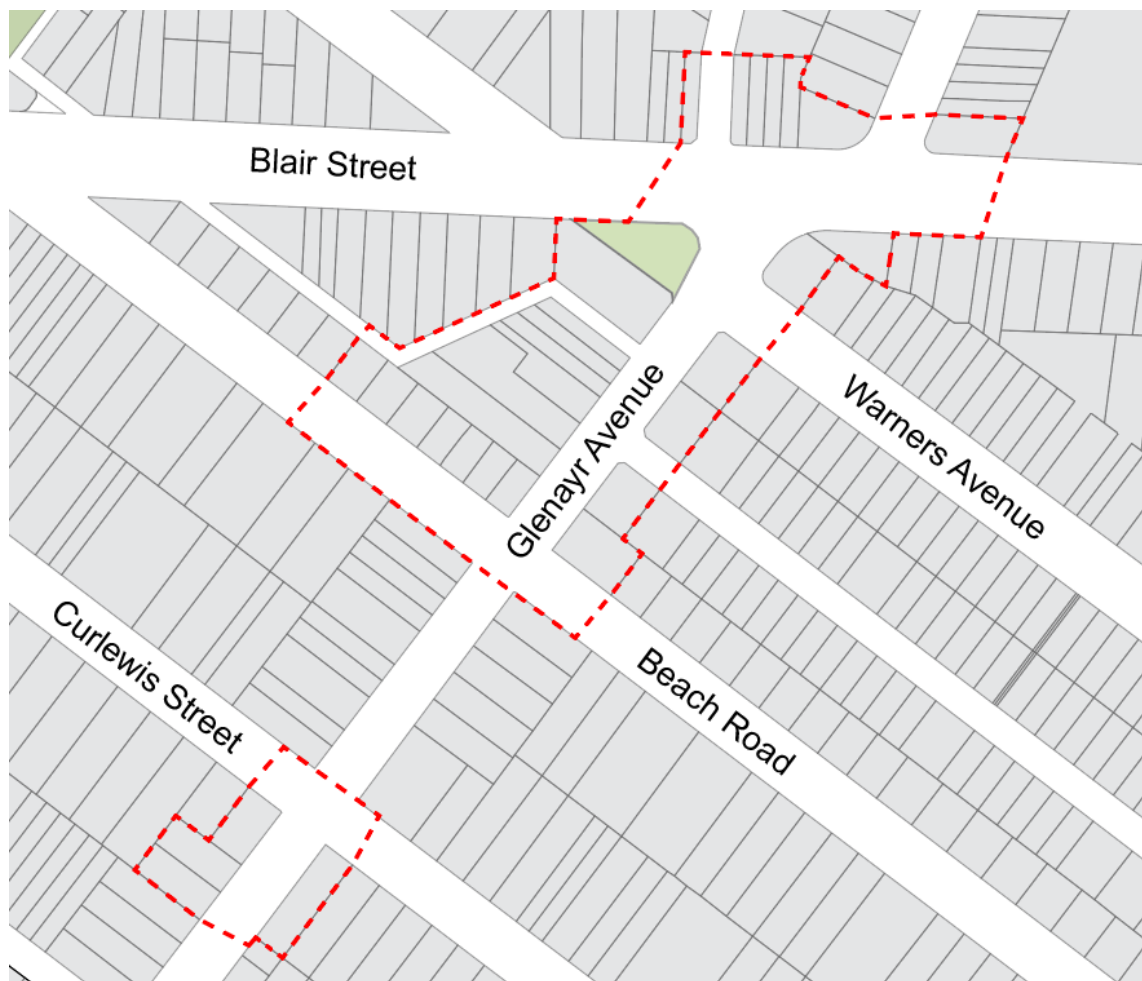 Blair Street
Glenayr Avenue
Warners Avenue
Curlewis Street
Beach Road